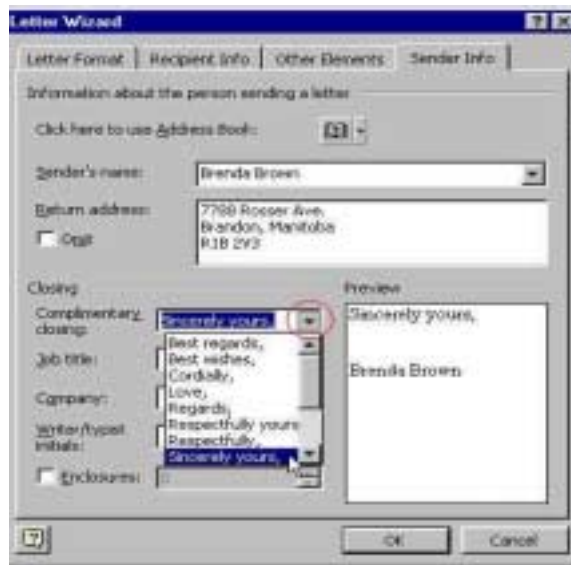 Letter Wizard
Letter Format
Recipient Info
Other Elements
Sender Info
Information about the person sending a letter
Click here to use Address Book:
Sender's name:
Brenda Brown
Return address:
Omit
7788 Rosser Ave.
Brandon, Manitoba
R1B 2V3
Closing
Preview
Complimentary
closing:
Sincerely yours,
Best regards,
Best wishes,
Cordially,
Love,
Regards,
Respectfully yours
Respectfully,
Sincerely yours,
Job title:
Company:
Writer/typist
initials:
Enclosures:
Sincerely yours,
Brenda Brown
OK
Cancel